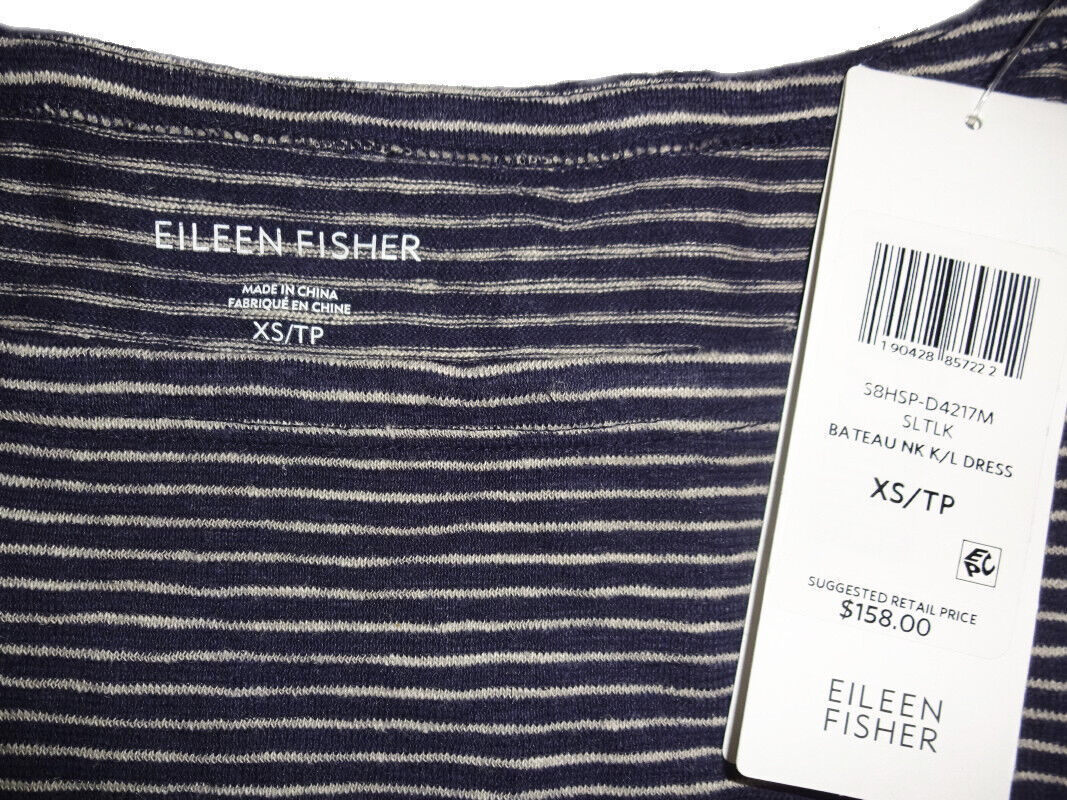 EILEEN FISHER
MADE IN CHINA
FABRIQUÉ EN CHINE
XS/TP
1 90428 85722 2
S8HSP-D4217M
SLTLK
BATEAU NK K/L DRESS
XS/TP
EPC
SUGGESTED RETAIL PRICE
$158.00
EILEEN
FISHER